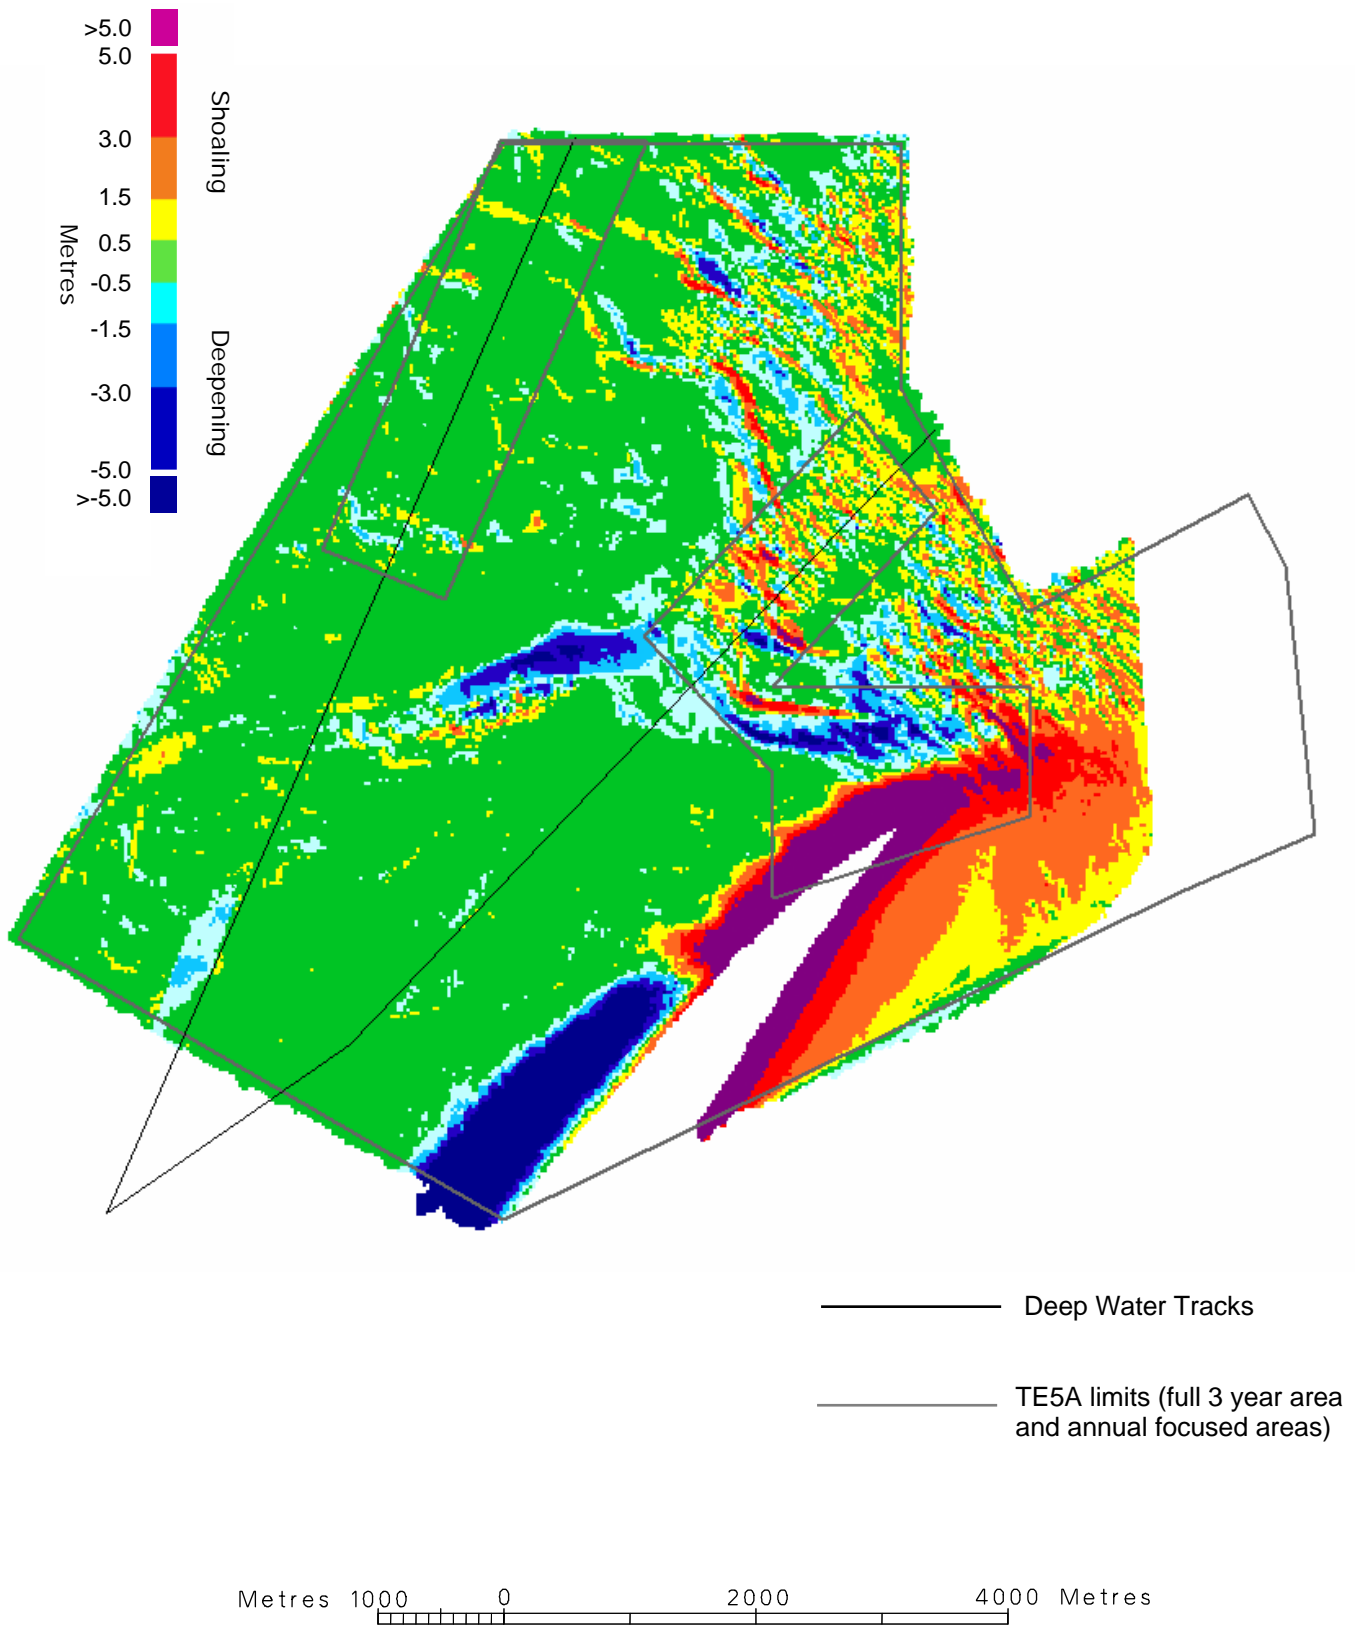 >5.0
5.0
3.0
1.5
0.5
-0.5
-1.5
-3.0
-5.0
>-5.0
Metres
Shoaling
Deepening
Deep Water Tracks
TE5A limits (full 3 year area
and annual focused areas)
Metres 1000 0 2000 4000 Metres